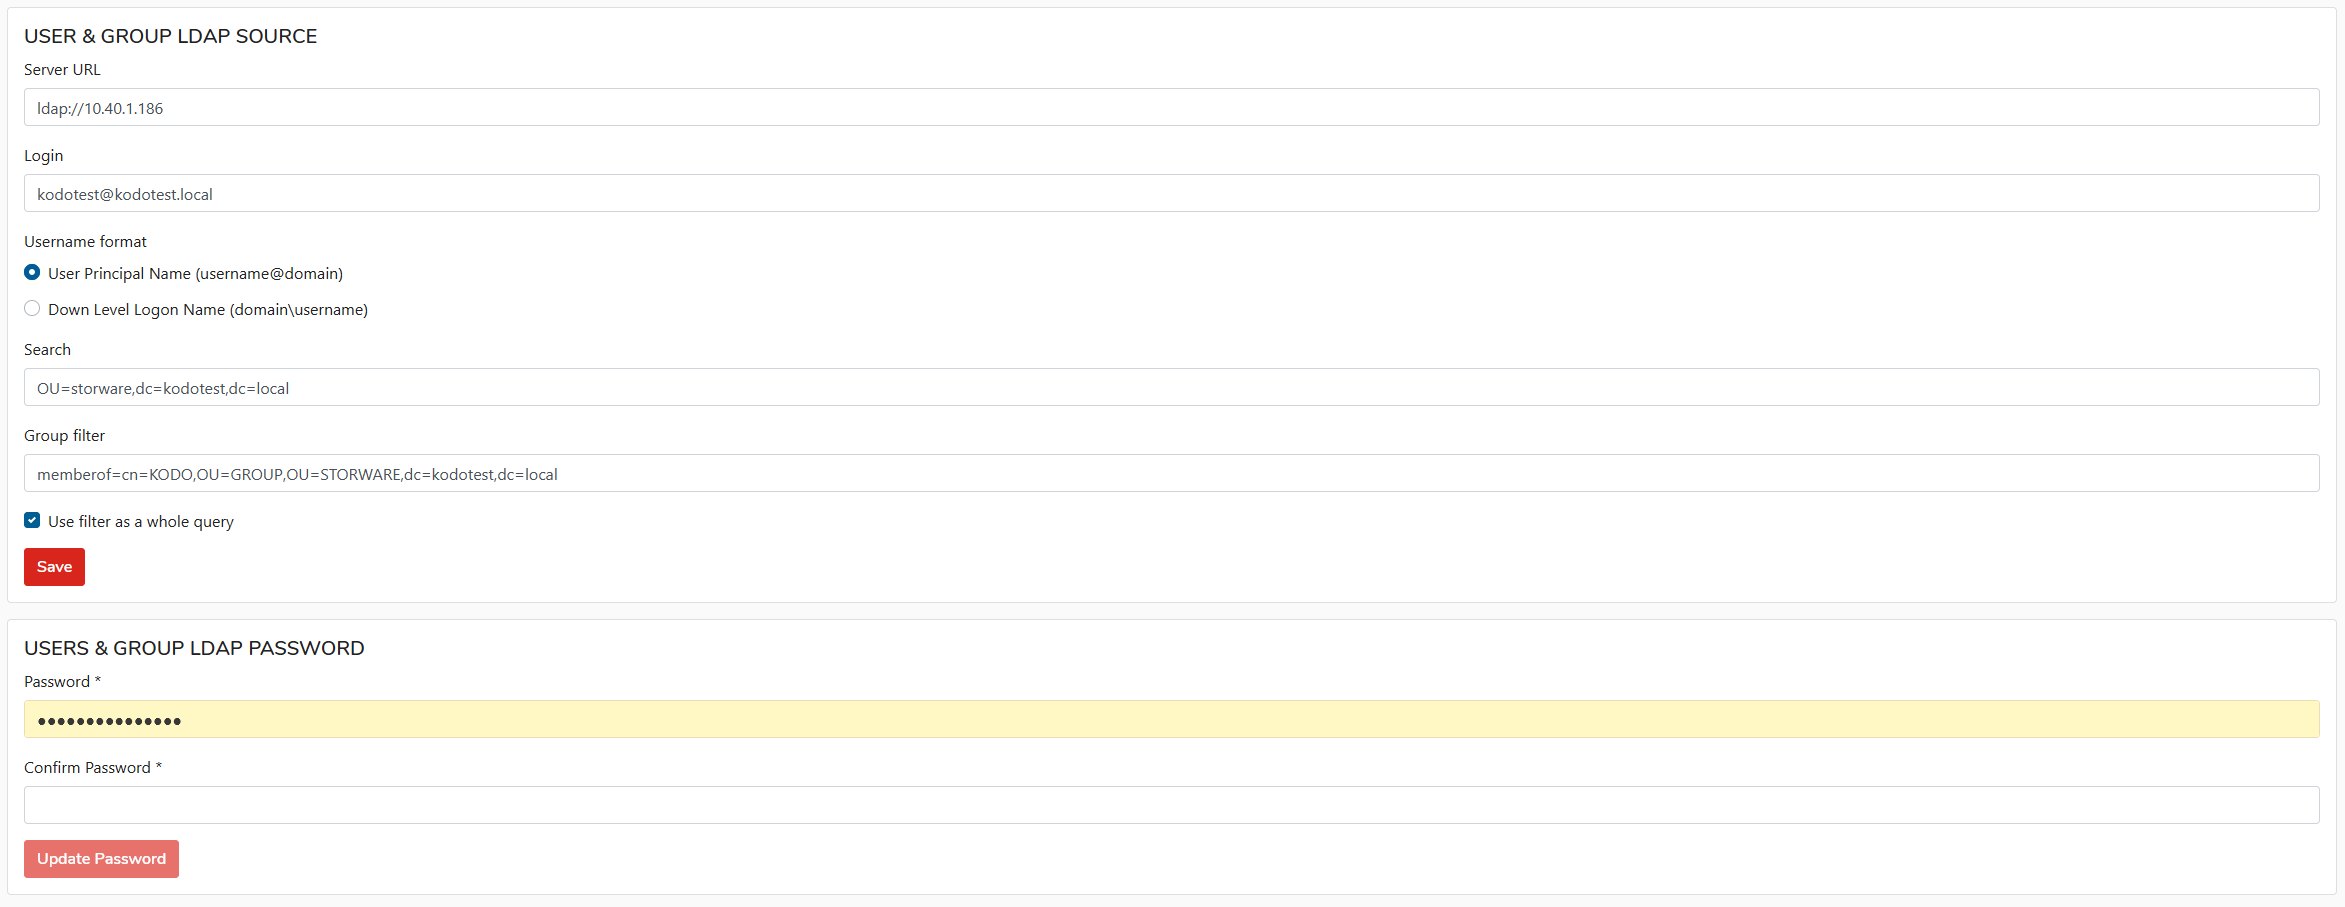 USER & GROUP LDAP SOURCE
Server URL
ldap://10.40.1.186
Login
kodotest@kodotest.local
Username format
User Principal Name (username@domain)
Down Level Logon Name (domain\username)
Search
OU=storware,dc=kodotest,dc=local
Group filter
memberof=cn=KODO,OU=GROUP,OU=STORWARE,dc=kodotest,dc=local
Use filter as a whole query
Save
USERS & GROUP LDAP PASSWORD
Password *
•••••••••••••••
Confirm Password *
Update Password